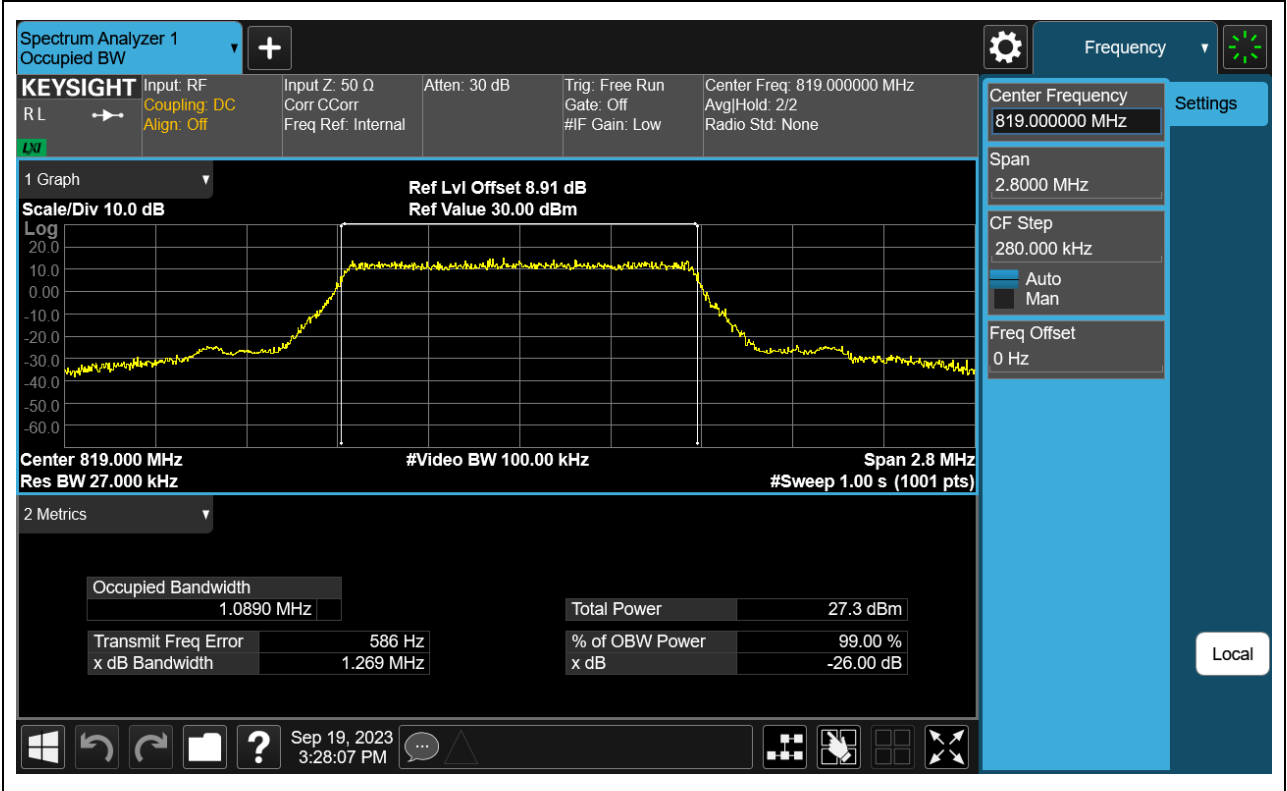 Spectrum Analyzer 1
Occupied BW
Frequency
KEYSIGHT
R L
LXI
Input: RF
Coupling: DC
Align: Off
Input Z: 50 Ω
Corr CCorr
Freq Ref: Internal
Atten: 30 dB
Trig: Free Run
Gate: Off
#IF Gain: Low
Center Freq: 819.000000 MHz
Avg|Hold: 2/2
Radio Std: None
Center Frequency
819.000000 MHz
Settings
Span
2.8000 MHz
CF Step
280.000 kHz
Auto
Man
Freq Offset
0 Hz
Local
1 Graph
Scale/Div 10.0 dB
Ref Lvl Offset 8.91 dB
Ref Value 30.00 dBm
Log
20.0
10.0
0.00
-10.0
-20.0
-30.0
-40.0
-50.0
-60.0
Center 819.000 MHz
#Video BW 100.00 kHz
Span 2.8 MHz
Res BW 27.000 kHz
#Sweep 1.00 s (1001 pts)
2 Metrics
Occupied Bandwidth
1.0890 MHz
Total Power 27.3 dBm
Transmit Freq Error 586 Hz
% of OBW Power 99.00 %
x dB Bandwidth 1.269 MHz
x dB -26.00 dB
?
Sep 19, 2023
3:28:07 PM